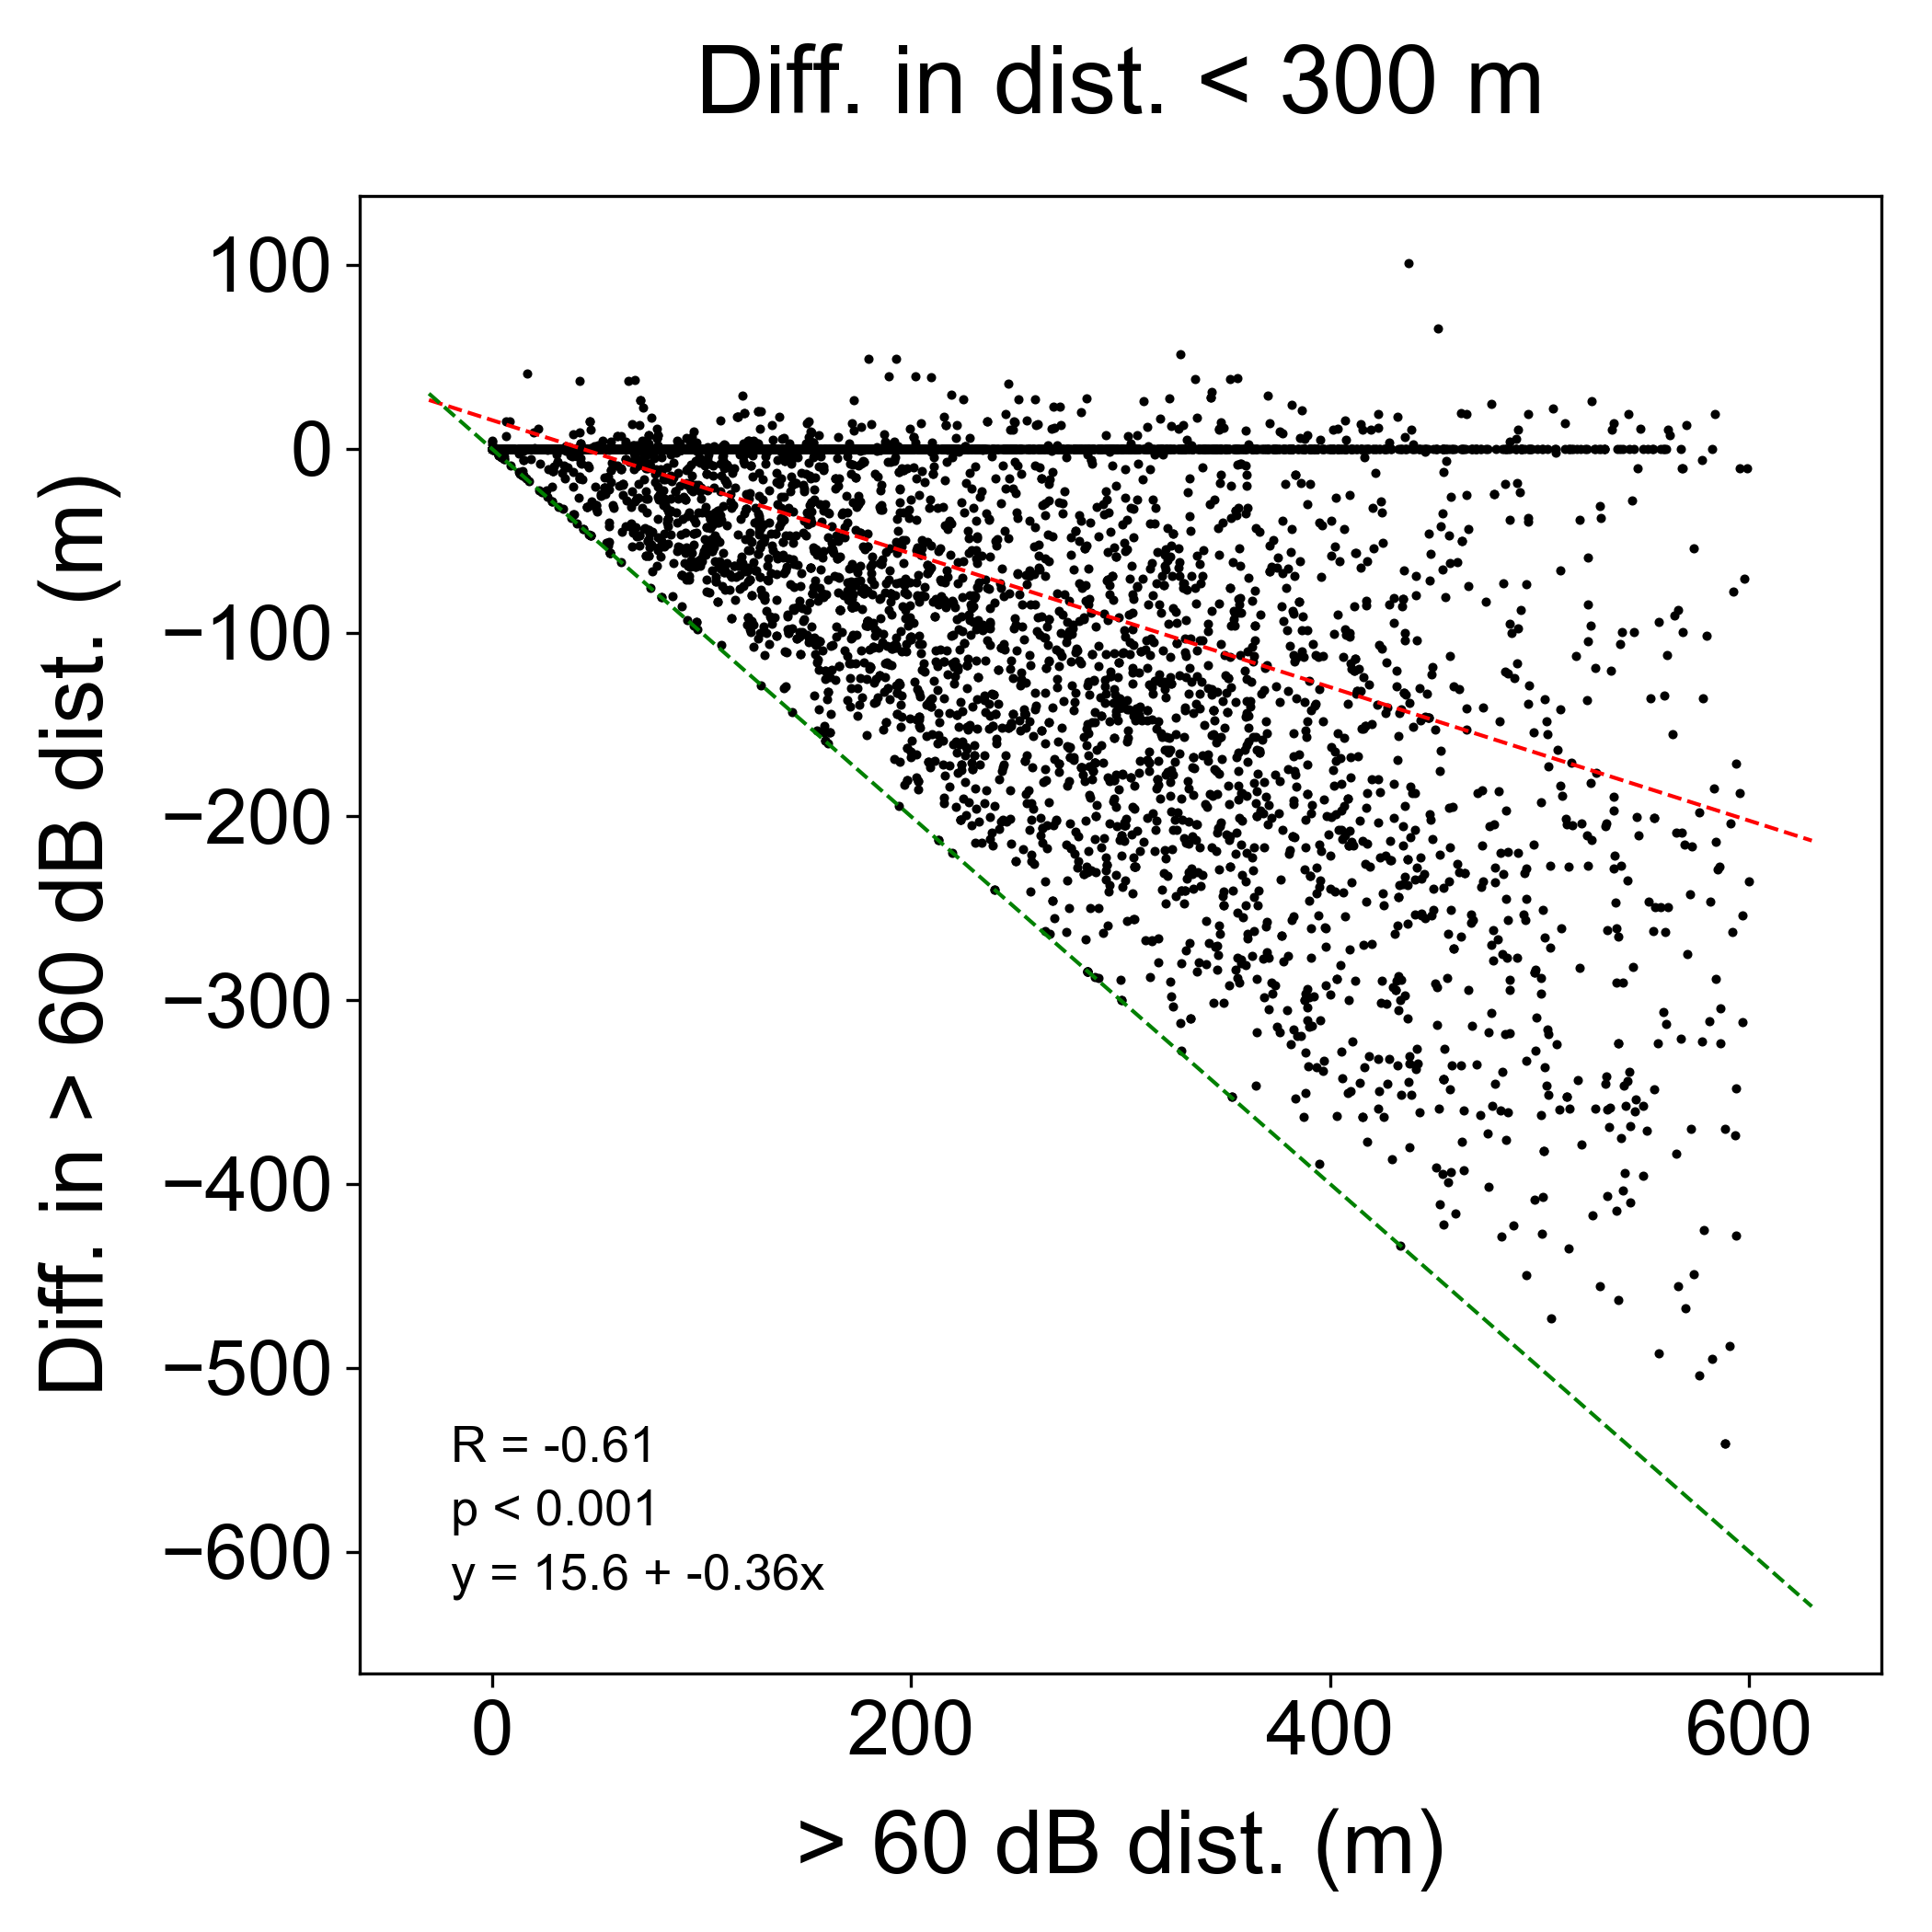 Diff. in dist. < 300 m
Diff. in > 60 dB dist. (m)
100
0
−100
−200
−300
−400
−500
−600
R = -0.61
p < 0.001
y = 15.6 + -0.36x
0 200 400 600
> 60 dB dist. (m)